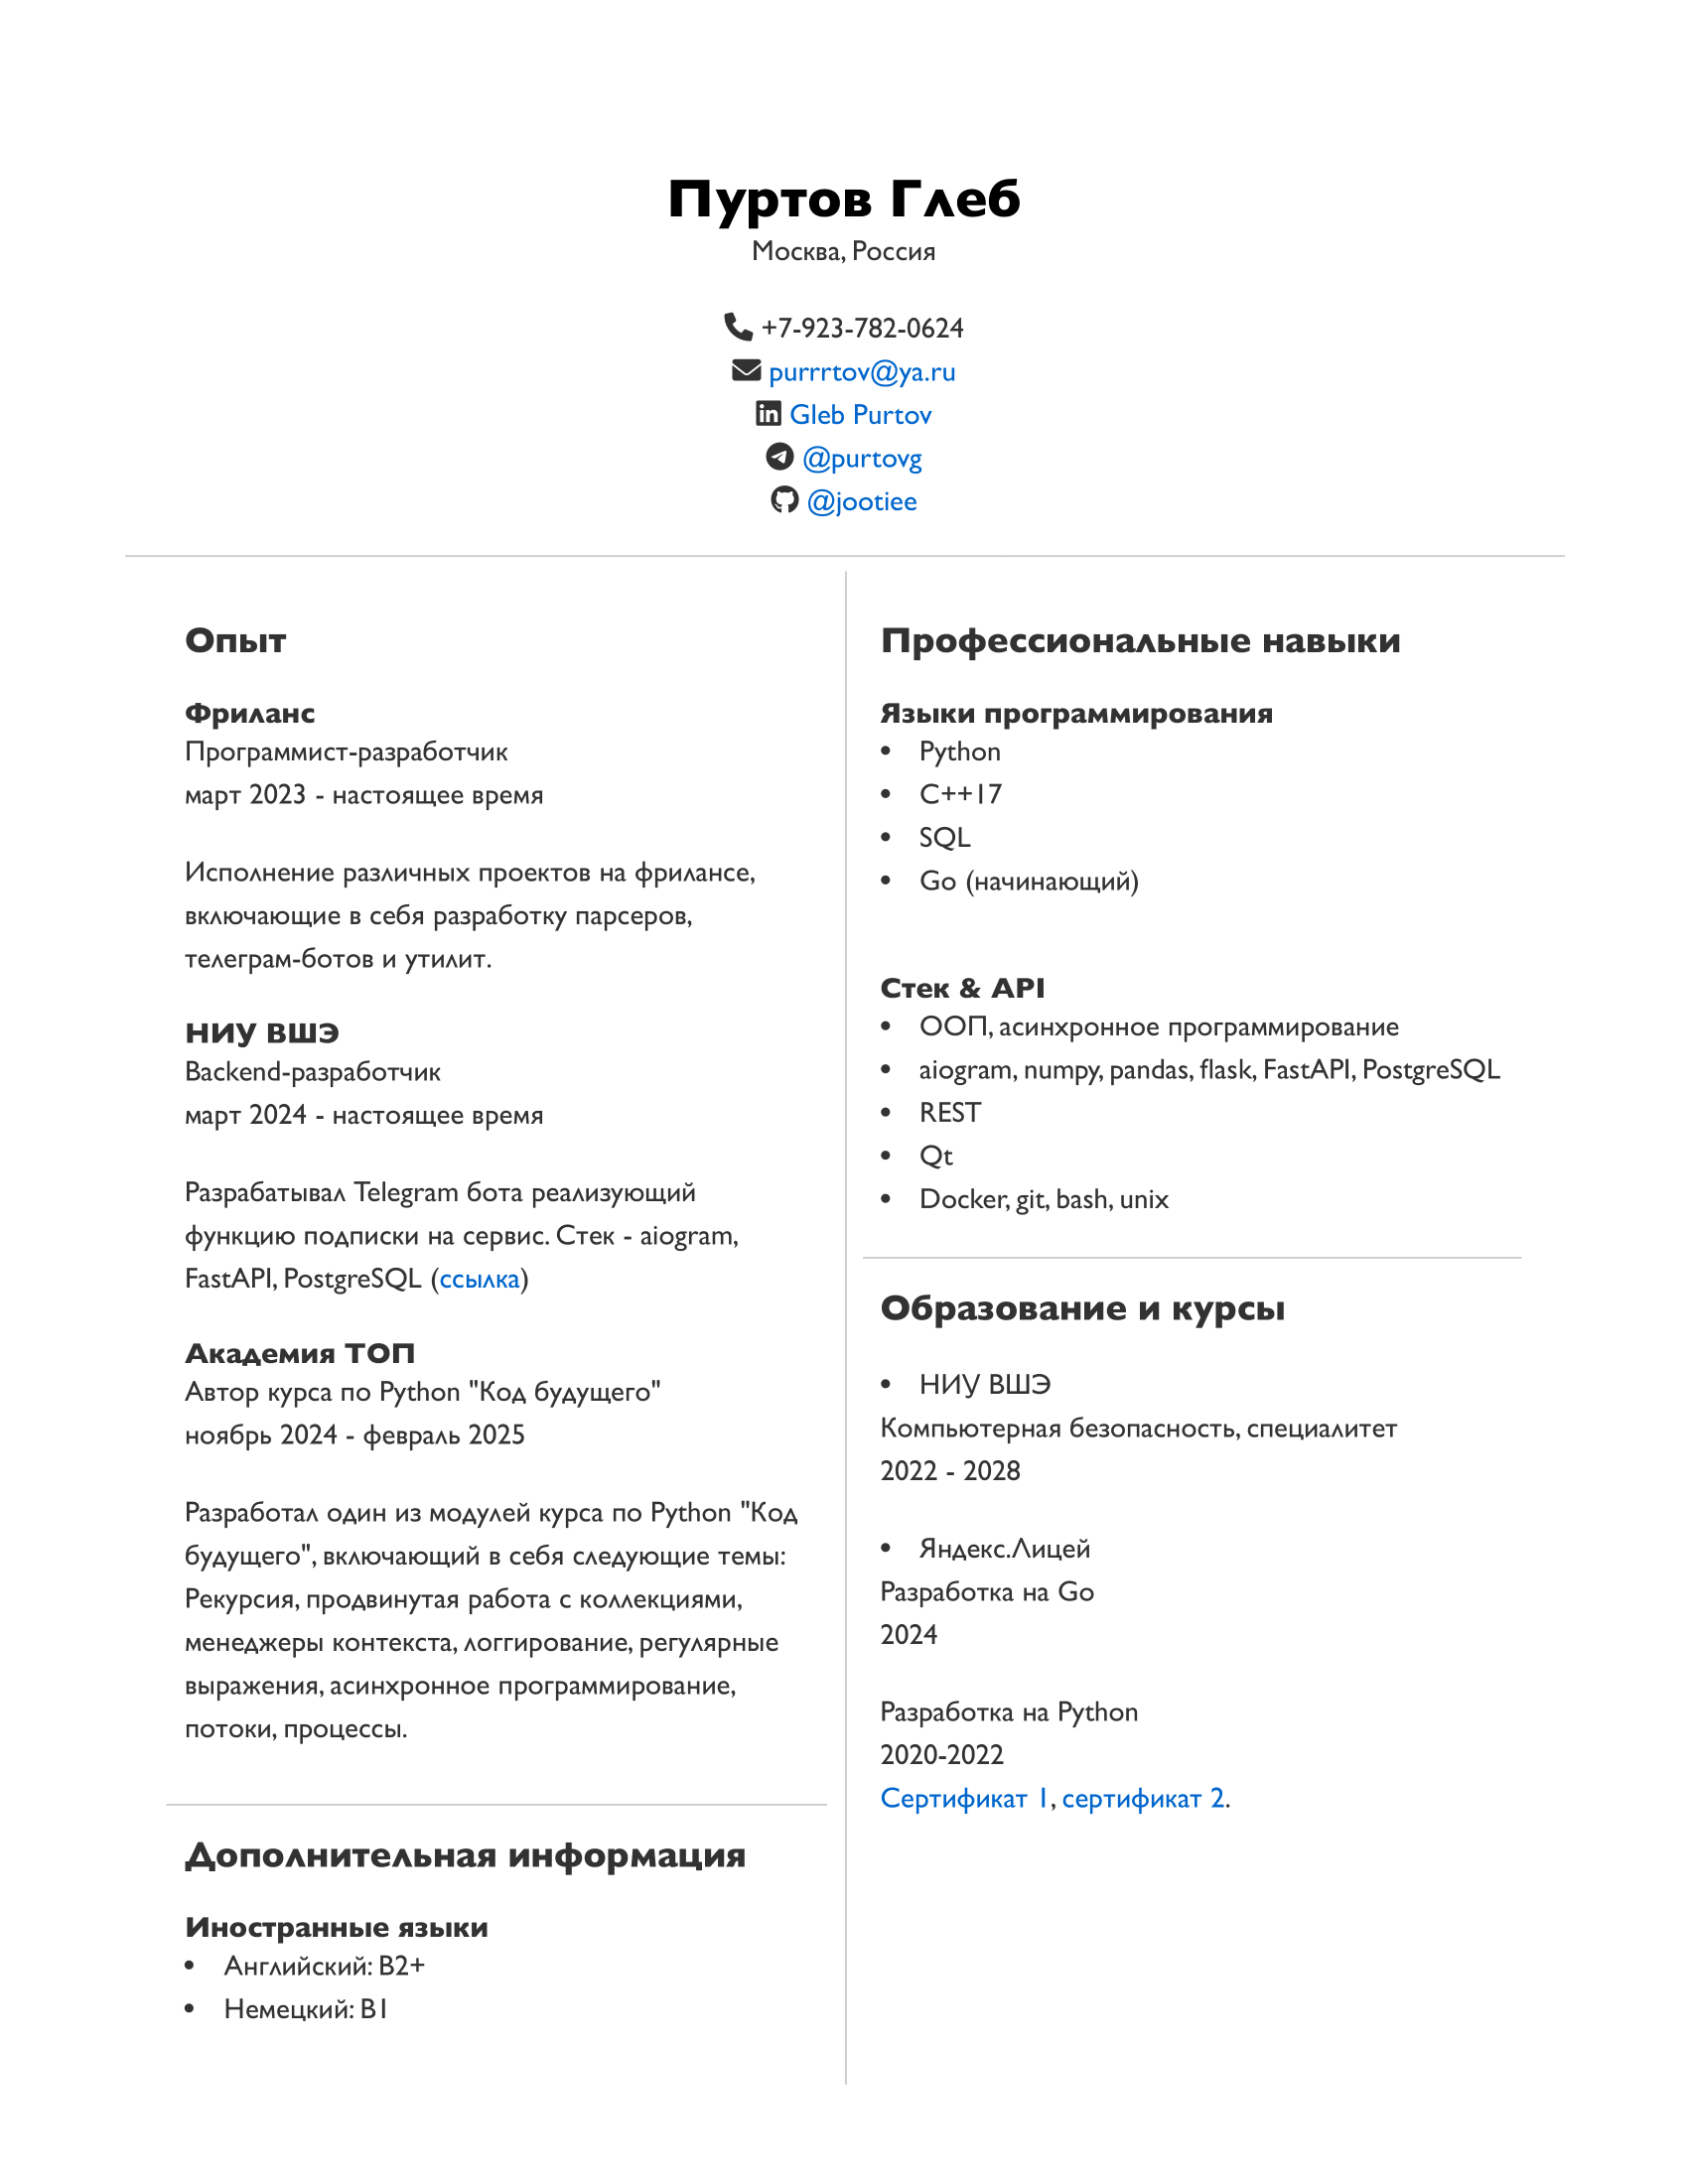 Пуртов Глеб
Москва, Россия
+7-923-782-0624
purrrtov@ya.ru
Gleb Purtov
@purtovg
@jootiee
Опыт
Фриланс
Программист-разработчик
март 2023 - настоящее время
Исполнение различных проектов на фрилансе,
включающие в себя разработку парсеров,
телеграм-ботов и утилит.
НИУ ВШЭ
Backend-разработчик
март 2024 - настоящее время
Разрабатывал Telegram бота реализующий
функцию подписки на сервис. Стек - aiogram,
FastAPI, PostgreSQL (ссылка)
Академия ТОП
Автор курса по Python "Код будущего"
ноябрь 2024 - февраль 2025
Разработал один из модулей курса по Python "Код
будущего", включающий в себя следующие темы:
Рекурсия, продвинутая работа с коллекциями,
менеджеры контекста, логгирование, регулярные
выражения, асинхронное программирование,
потоки, процессы.
Дополнительная информация
Иностранные языки
• Английский: B2+
• Немецкий: B1
Профессиональные навыки
Языки программирования
• Python
• C++17
• SQL
• Go (начинающий)
Стек & API
• ООП, асинхронное программирование
• aiogram, numpy, pandas, flask, FastAPI, PostgreSQL
• REST
• Qt
• Docker, git, bash, unix
Образование и курсы
• НИУ ВШЭ
Компьютерная безопасность, специалитет
2022 - 2028
• Яндекс.Лицей
Разработка на Go
2024
Разработка на Python
2020-2022
Сертификат 1, сертификат 2.